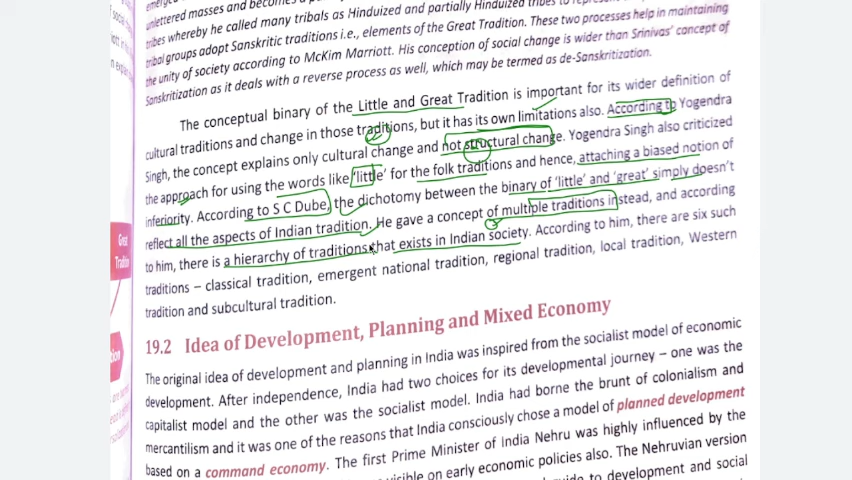 unlettered masses and becomes a
tribes whereby he called many tribals as Hinduized and partially Hinduized tribes to
tribal groups adopt Sanskritic traditions i.e., elements of the Great Tradition. These two processes help in maintaining
the unity of society according to McKim Marriott. His conception of social change is wider than Srinivas' concept of
Sanskritization as it deals with a reverse process as well, which may be termed as de-Sanskritization.
The conceptual binary of the Little and Great Tradition is important for its wider definition of
cultural traditions and change in those traditions, but it has its own limitations also. According to Yogendra
Singh, the concept explains only cultural change and not structural change. Yogendra Singh also criticized
the approach for using the words like 'little' for the folk traditions and hence, attaching a biased notion of
inferiority. According to S C Dube, the dichotomy between the binary of 'little' and 'great' simply doesn't
reflect all the aspects of Indian tradition. He gave a concept of multiple traditions instead, and according
to him, there is a hierarchy of traditions that exists in Indian society. According to him, there are six such
traditions – classical tradition, emergent national tradition, regional tradition, local tradition, Western
tradition and subcultural tradition.
Great
Tradition
19.2 Idea of Development, Planning and Mixed Economy
The original idea of development and planning in India was inspired from the socialist model of economic
development. After independence, India had two choices for its developmental journey – one was the
capitalist model and the other was the socialist model. India had borne the brunt of colonialism and
mercantilism and it was one of the reasons that India consciously chose a model of planned development
based on a command economy. The first Prime Minister of India Nehru was highly influenced by the
visible on early economic policies also. The Nehruvian version
to development and social